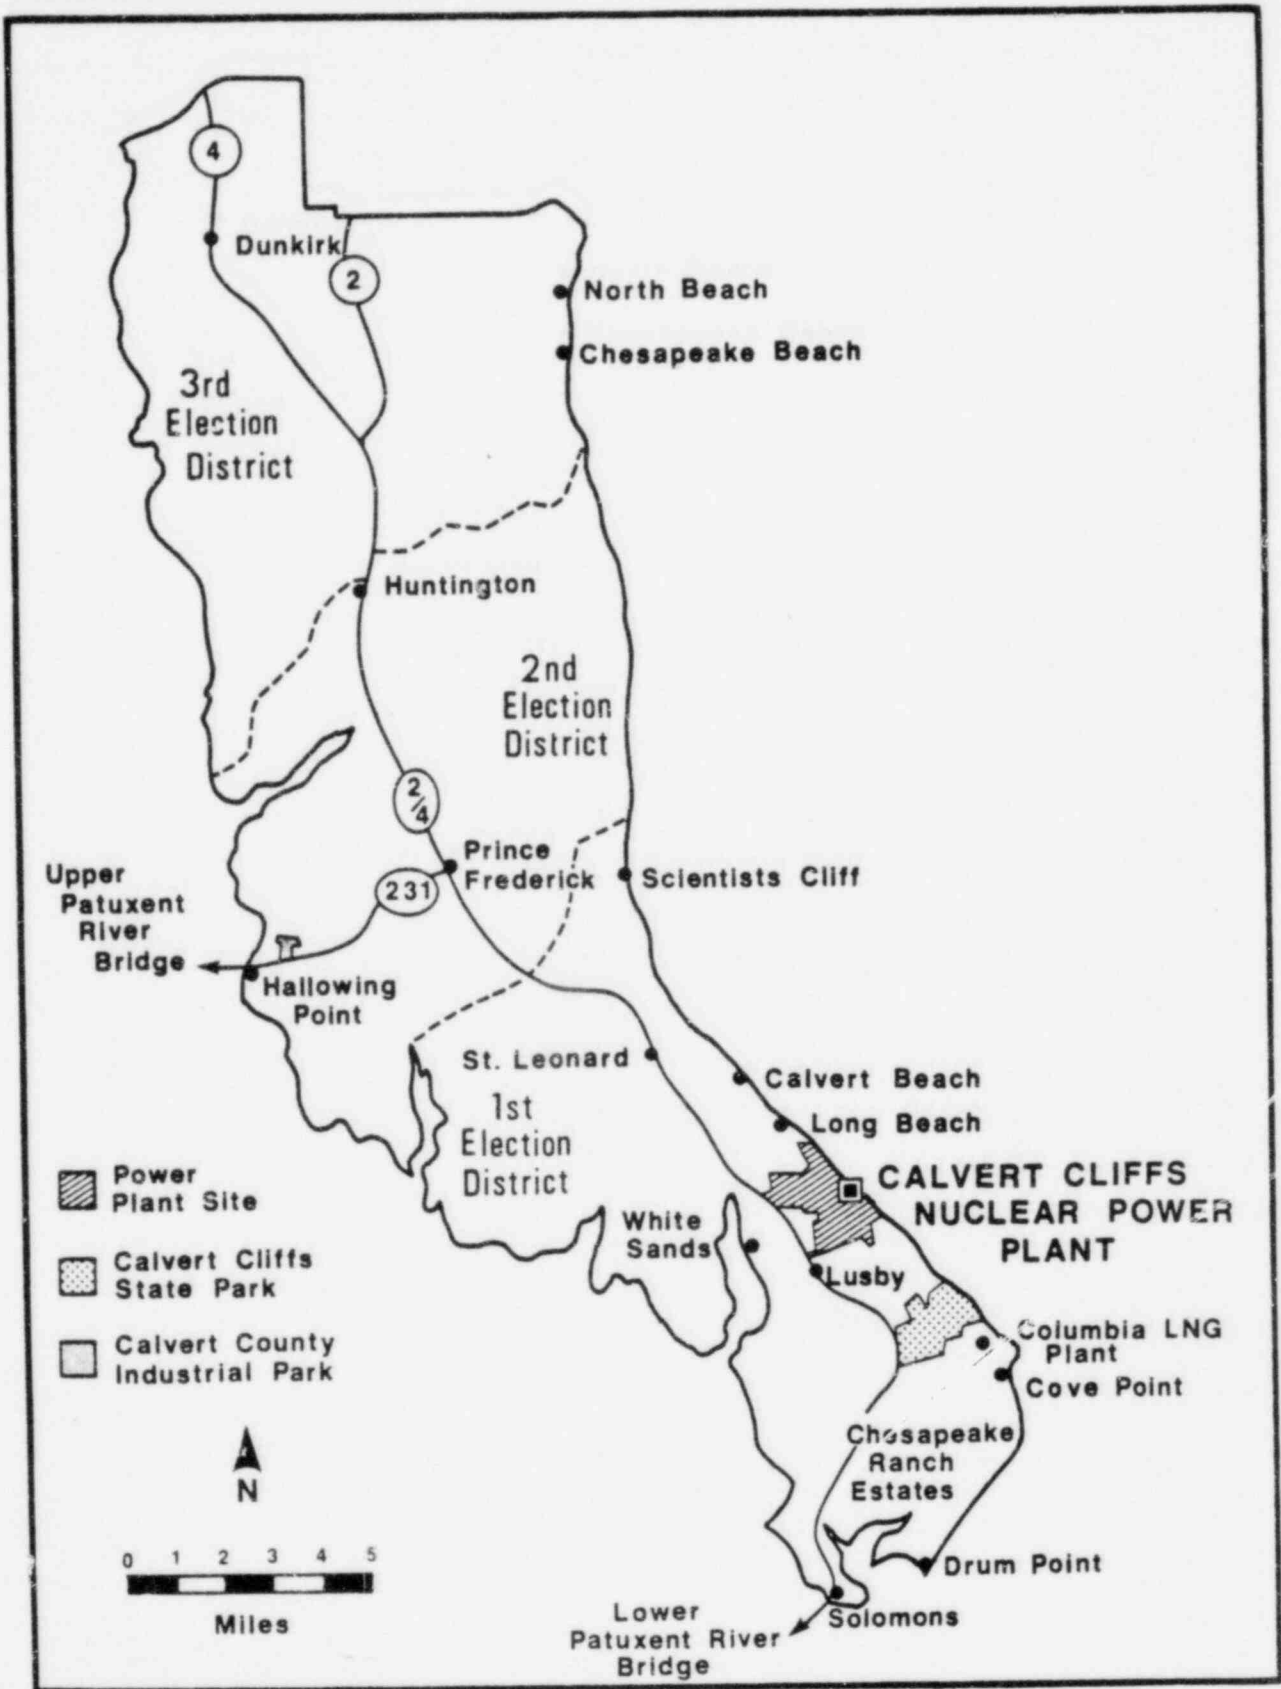 4
Dunkirk
2
North Beach
Chesapeake Beach
3rd
Election
District
Huntington
2nd
Election
District
2/4
Prince
Frederick
231
Scientists Cliff
Upper
Patuxent
River
Bridge
Hallowing
Point
St. Leonard
Calvert Beach
1st
Election
District
Long Beach
CALVERT CLIFFS
NUCLEAR POWER
PLANT
White
Sands
Lusby
Power
Plant Site
Calvert Cliffs
State Park
Calvert County
Industrial Park
Columbia LNG
Plant
Cove Point
Chesapeake
Ranch
Estates
N
0 1 2 3 4 5
Miles
Drum Point
Solomons
Lower
Patuxent River
Bridge